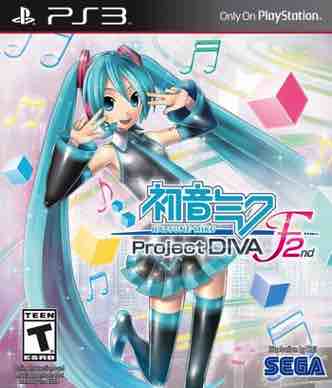 PS3
Only On PlayStation®
初音ミク
HATSUNE MIKU
Project DIVA F 2nd
TEEN
T
ESRB
SEGA